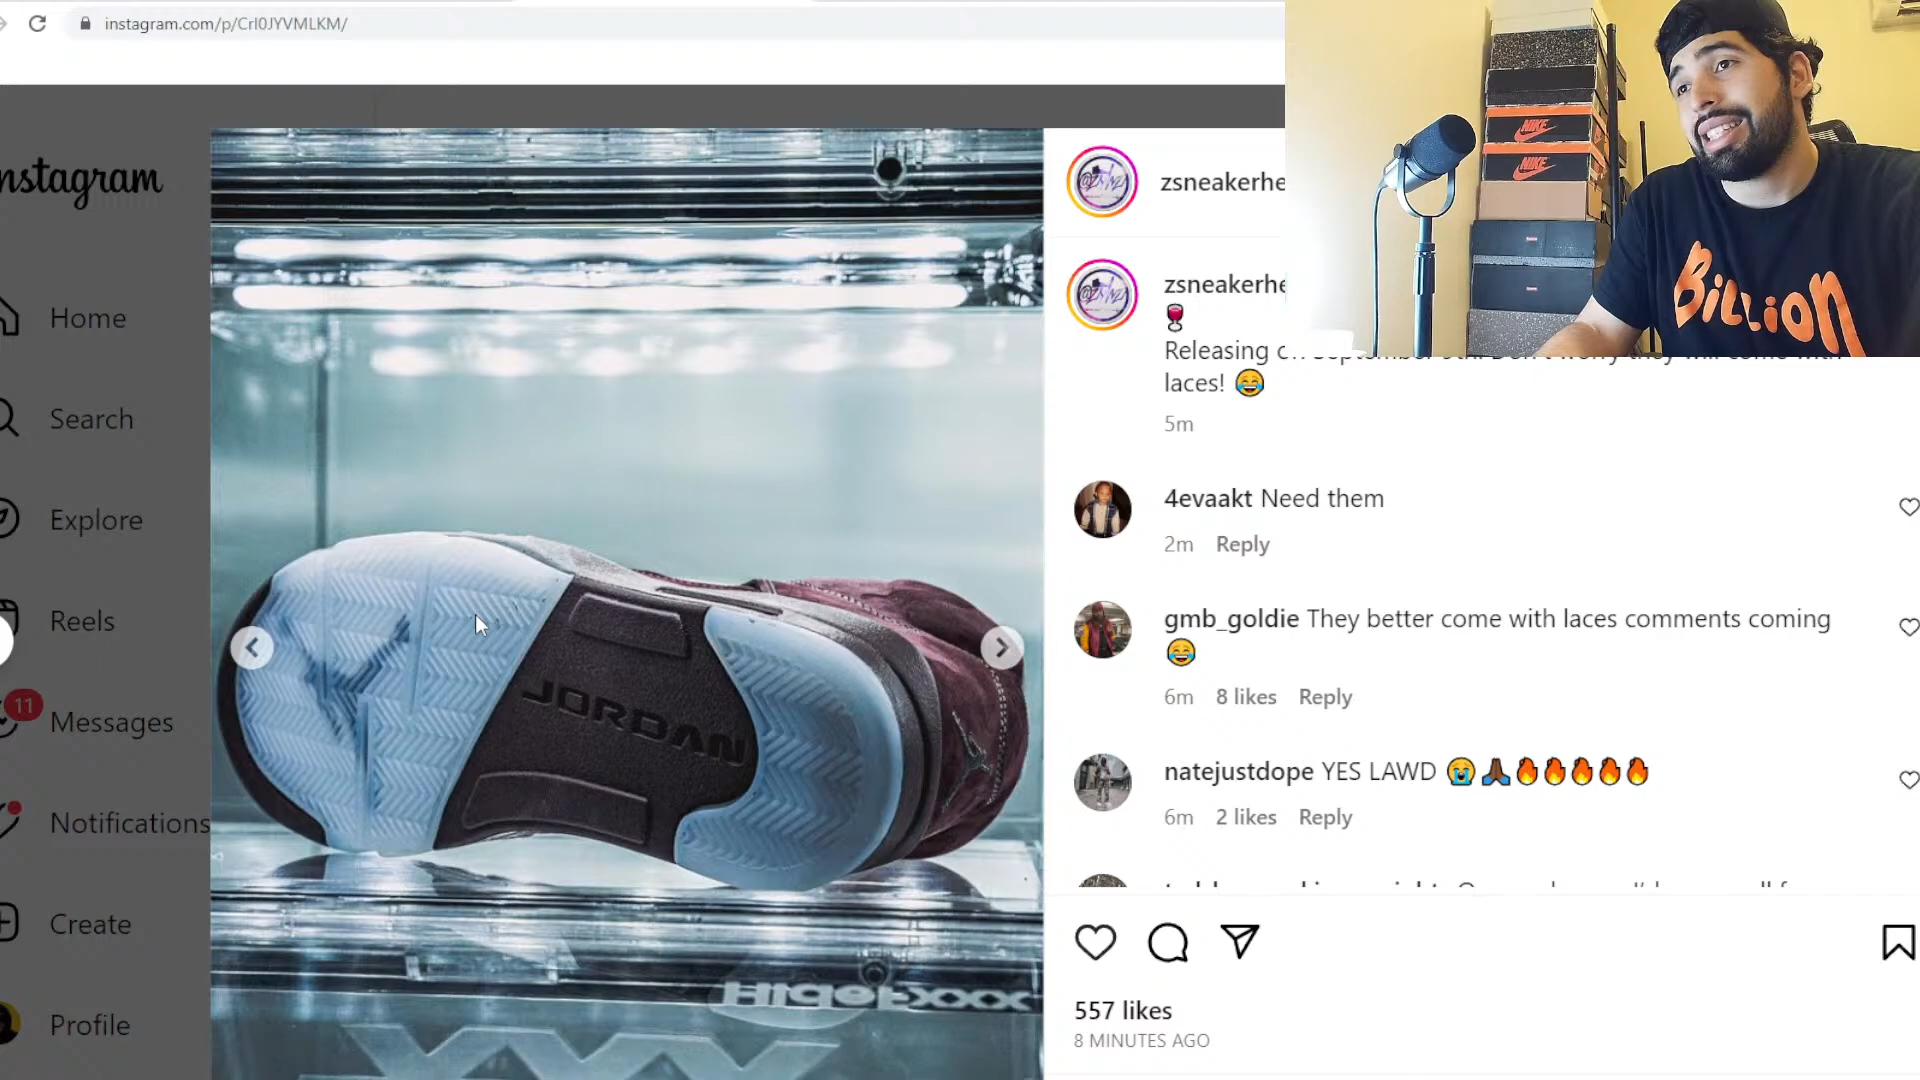 instagram.com/p/CrI0JYVMLKM/
Instagram
Home
Search
Explore
Reels
11
Messages
Notifications
Create
Profile
JORDAN
zsneakerhe
zsneakerhe
🍷
Releasing
laces! 😂
5m
4evaakt Need them
2m Reply
gmb_goldie They better come with laces comments coming
😂
6m 8 likes Reply
natejustdope YES LAWD 😭🙏🏾🔥🔥🔥🔥🔥
6m 2 likes Reply
557 likes
8 MINUTES AGO
NIKE
NIKE
BiLLion